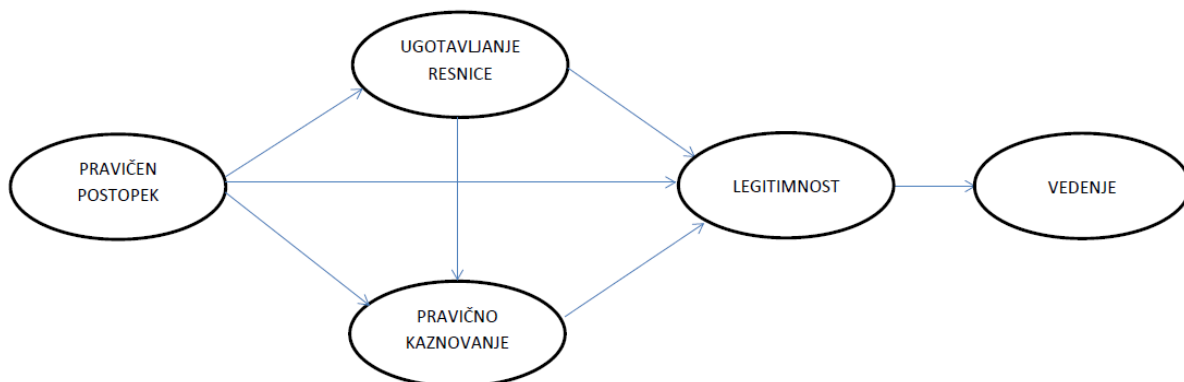 UGOTAVLJANJE
RESNICE
PRAVIČEN
POSTOPEK
LEGITIMNOST
VEDENJE
PRAVIČNO
KAZNOVANJE